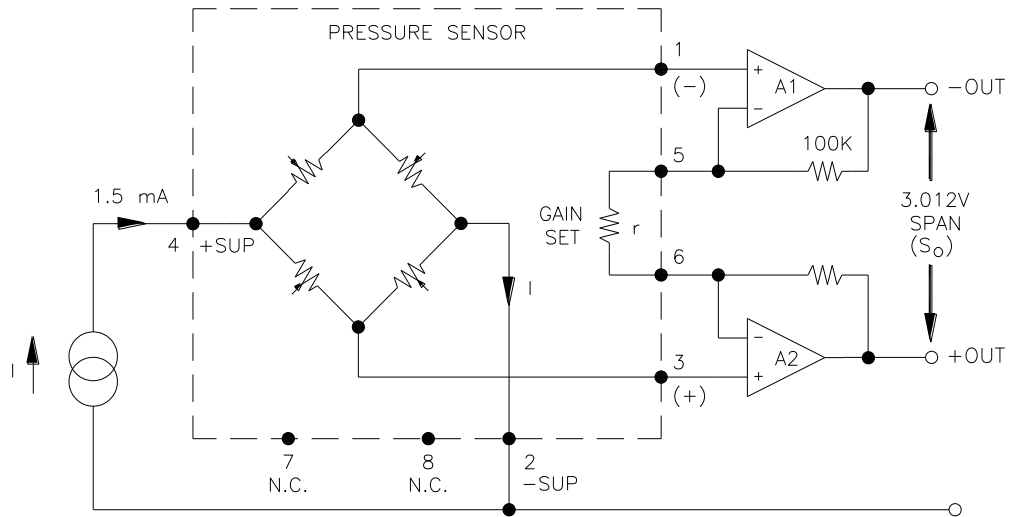 PRESSURE SENSOR
1
(-)
+
A1
-
-OUT
100K
5
1.5 mA
4
+SUP
GAIN
SET
r
3.012V
SPAN
(So)
6
I
I
-
A2
+
+OUT
3
(+)
7
N.C.
8
N.C.
2
-SUP